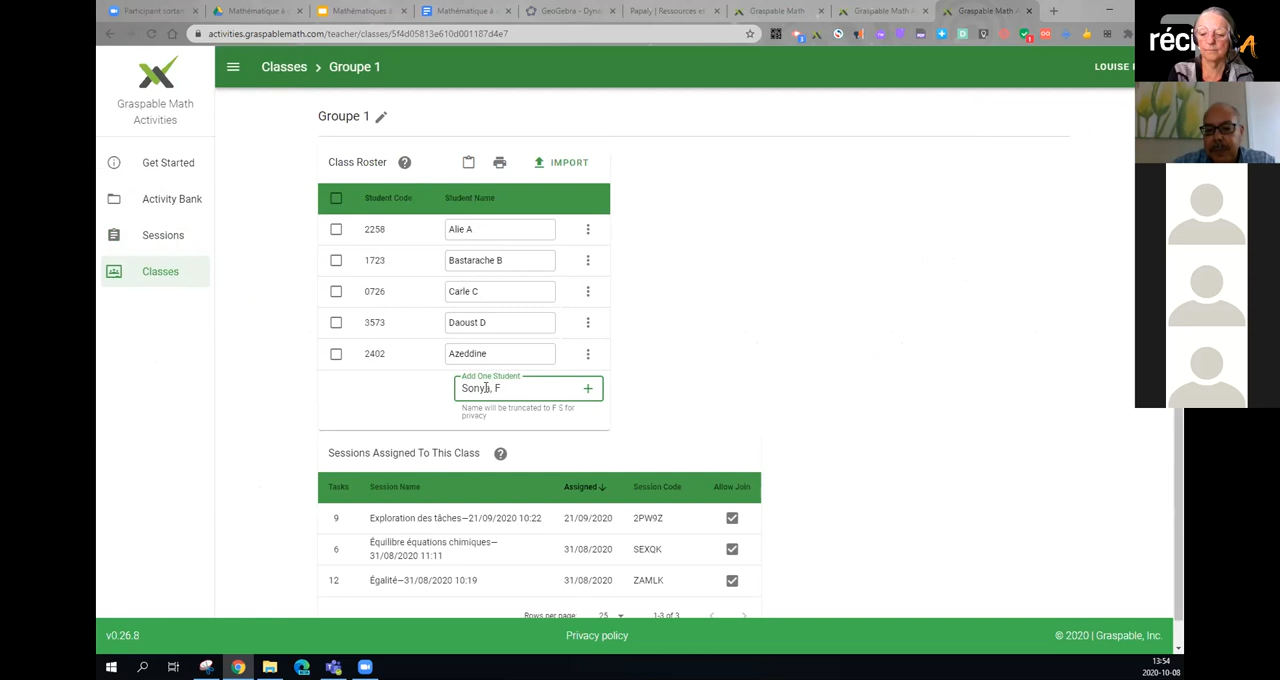 Participant cortan
Mathématique à
Mathématiques
Mathématique à
GeoGebra - Dyna
Papaly | Ressources et
Graspable Math
Graspable Math A
Graspable Math A
activities.graspablemath.com/teacher/classes/5f4d05813e610d001187d4e7
Graspable Math
Activities
Get Started
Activity Bank
Sessions
Classes
Classes > Groupe 1
LOUISE
réci
Groupe 1
Class Roster
IMPORT
Student Code Student Name
2258 Alie A
1723 Bastarache B
0726 Carle C
3573 Daoust D
2402 Azeddine
Add One Student
Sonya, F
Name will be truncated to F S for
privacy
Sessions Assigned To This Class
Tasks Session Name Assigned Session Code Allow Join
9 Exploration des tâches—21/09/2020 10:22 21/09/2020 2PW9Z
6 Équilibre équations chimiques—
31/08/2020 11:11 31/08/2020 SEXQK
12 Égalité—31/08/2020 10:19 31/08/2020 ZAMLK
Rows per page: 25 1-3 of 3
v0.26.8
Privacy policy
© 2020 | Graspable, Inc.
13:54
2020-10-08